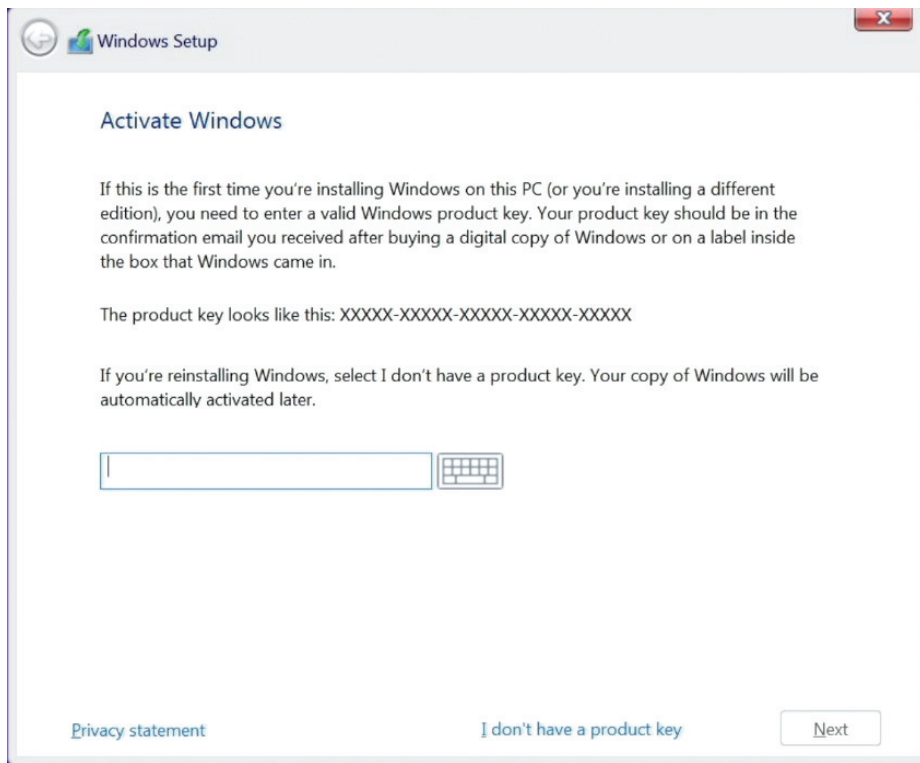 Windows Setup
Activate Windows
If this is the first time you're installing Windows on this PC (or you're installing a different
edition), you need to enter a valid Windows product key. Your product key should be in the
confirmation email you received after buying a digital copy of Windows or on a label inside
the box that Windows came in.
The product key looks like this: XXXXX-XXXXX-XXXXX-XXXXX-XXXXX
If you're reinstalling Windows, select I don't have a product key. Your copy of Windows will be
automatically activated later.
Privacy statement
I don't have a product key
Next